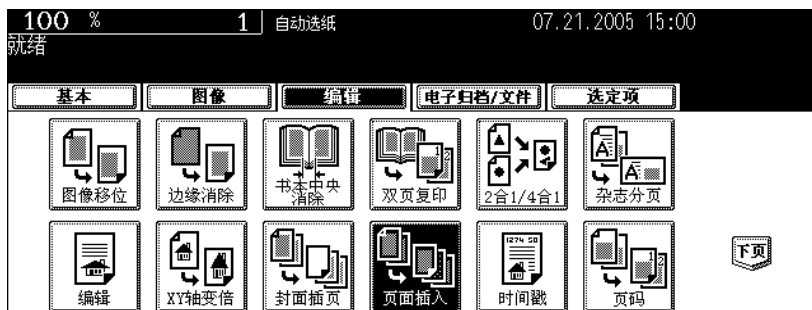 100 % 1 自动选纸 07.21.2005 15:00
就绪
基本 图像 编辑 电子归档/文件 选定项
图像移位 边缘消除 书本中央消除 双页复印 2合1/4合1 杂志分页
下页
编辑 XY轴变倍 封面插页 页面插入 时间戳 页码